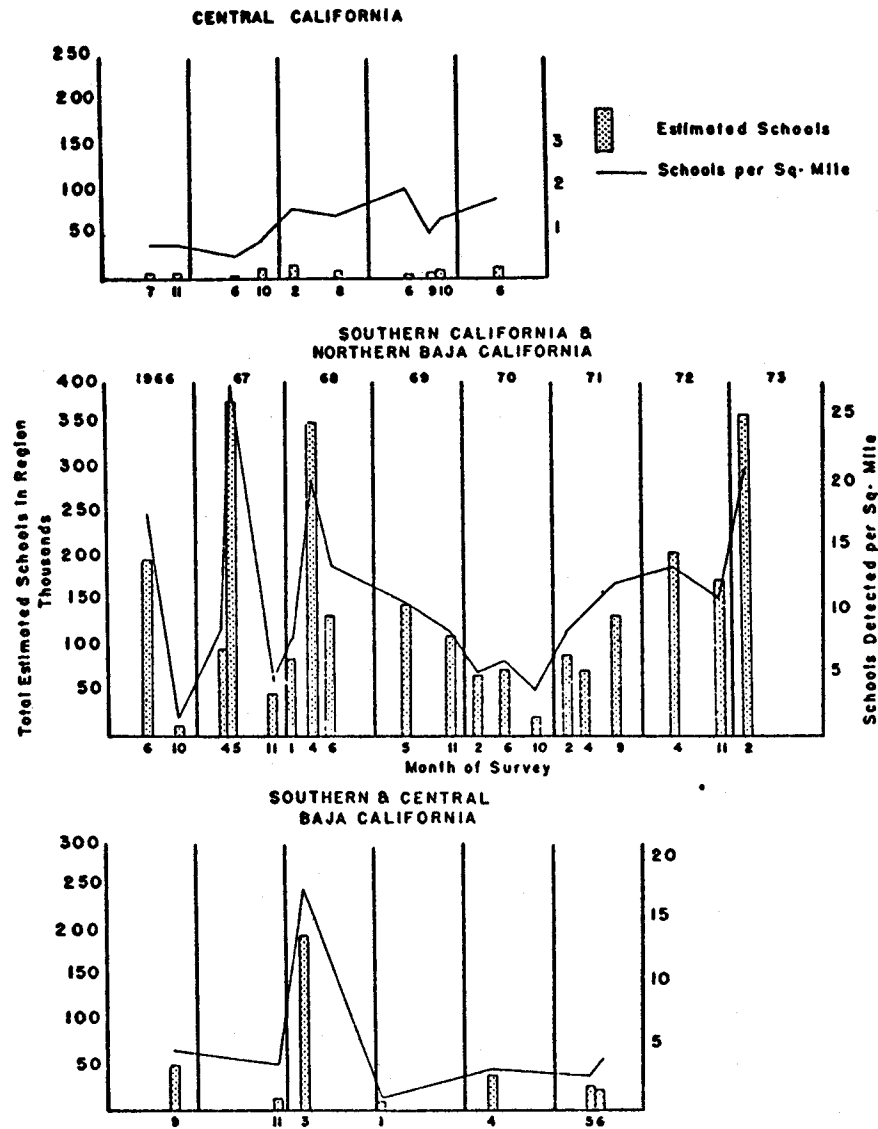 CENTRAL CALIFORNIA
250
200
150
100
50
3
2
1
Estimated Schools
Schools per Sq-Mile
7 11 6 10 2 8 6 9 10 6
SOUTHERN CALIFORNIA &
NORTHERN BAJA CALIFORNIA
1966 67 68 69 70 71 72 73
400
350
300
250
200
150
100
50
25
20
15
10
5
Total Estimated Schools in Region
Thousands
Schools Detected per Sq-Mile
6 10 4 5 11 1 4 6 5 11 2 6 10 2 4 9 4 11 2
Month of Survey
SOUTHERN & CENTRAL
BAJA CALIFORNIA
300
250
200
150
100
50
20
15
10
5
9 11 3 1 4 5 6